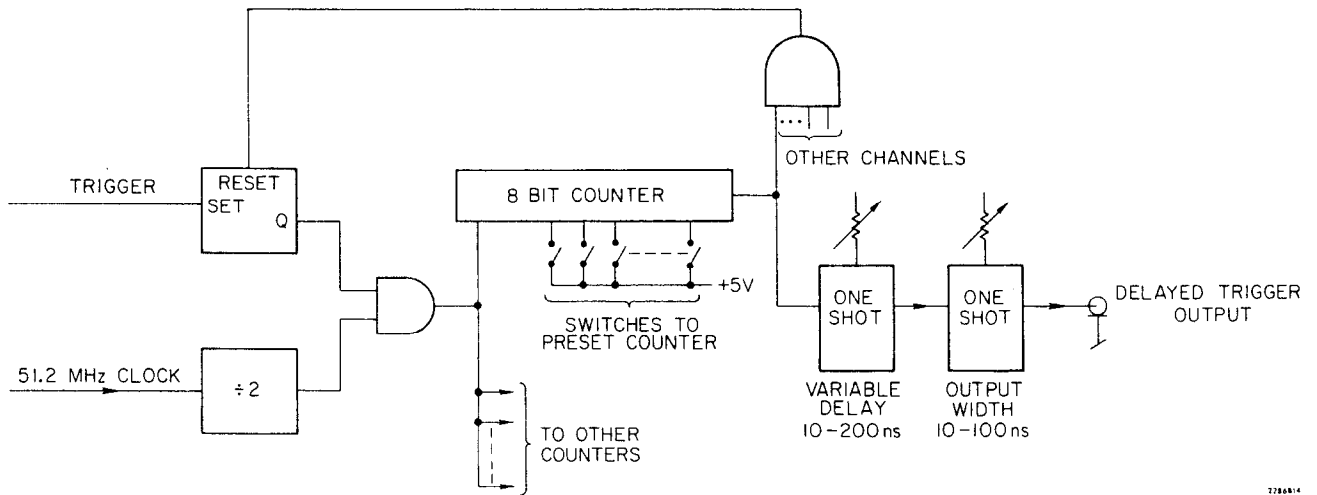 OTHER CHANNELS
TRIGGER
RESET
SET
Q
8 BIT COUNTER
+5V
SWITCHES TO
PRESET COUNTER
ONE
SHOT
ONE
SHOT
DELAYED TRIGGER
OUTPUT
51.2 MHz CLOCK
÷2
VARIABLE
DELAY
10-200ns
OUTPUT
WIDTH
10-100ns
TO OTHER
COUNTERS
7286B14